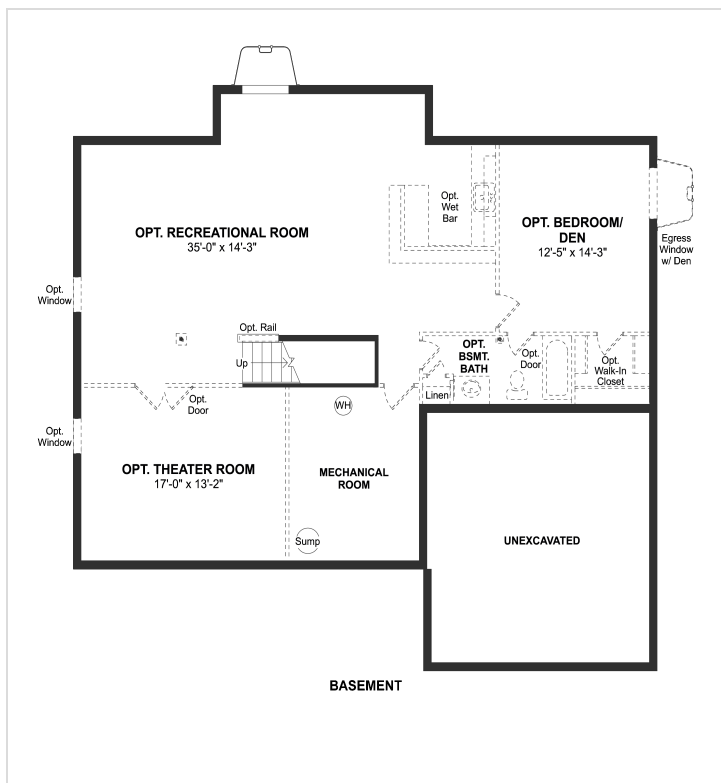 OPT. RECREATIONAL ROOM
35'-0" x 14'-3"
Opt.
Wet
Bar
OPT. BEDROOM/
DEN
12'-5" x 14'-3"
Egress
Window
w/ Den
Opt.
Window
Opt. Rail
Up
OPT.
BSMT.
BATH
Opt.
Door
Opt.
Walk-In
Closet
Linen
Opt.
Door
WH
Opt.
Window
OPT. THEATER ROOM
17'-0" x 13'-2"
MECHANICAL
ROOM
Sump
UNEXCAVATED
BASEMENT